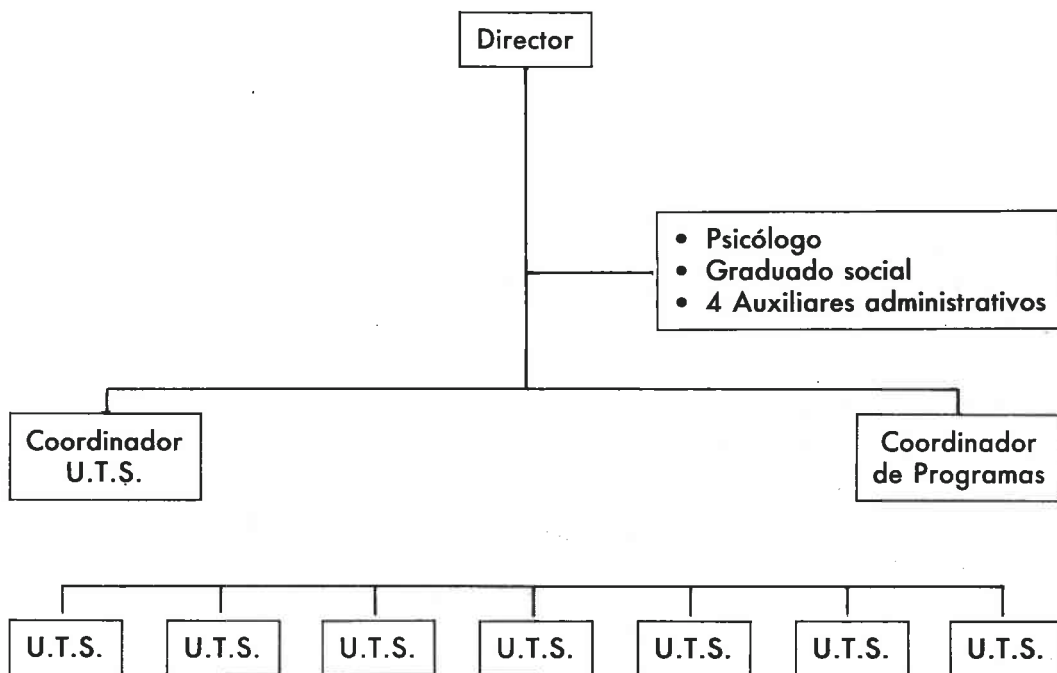 Director
• Psicólogo
• Graduado social
• 4 Auxiliares administrativos
Coordinador
U.T.S.
Coordinador
de Programas
U.T.S.
U.T.S.
U.T.S.
U.T.S.
U.T.S.
U.T.S.
U.T.S.